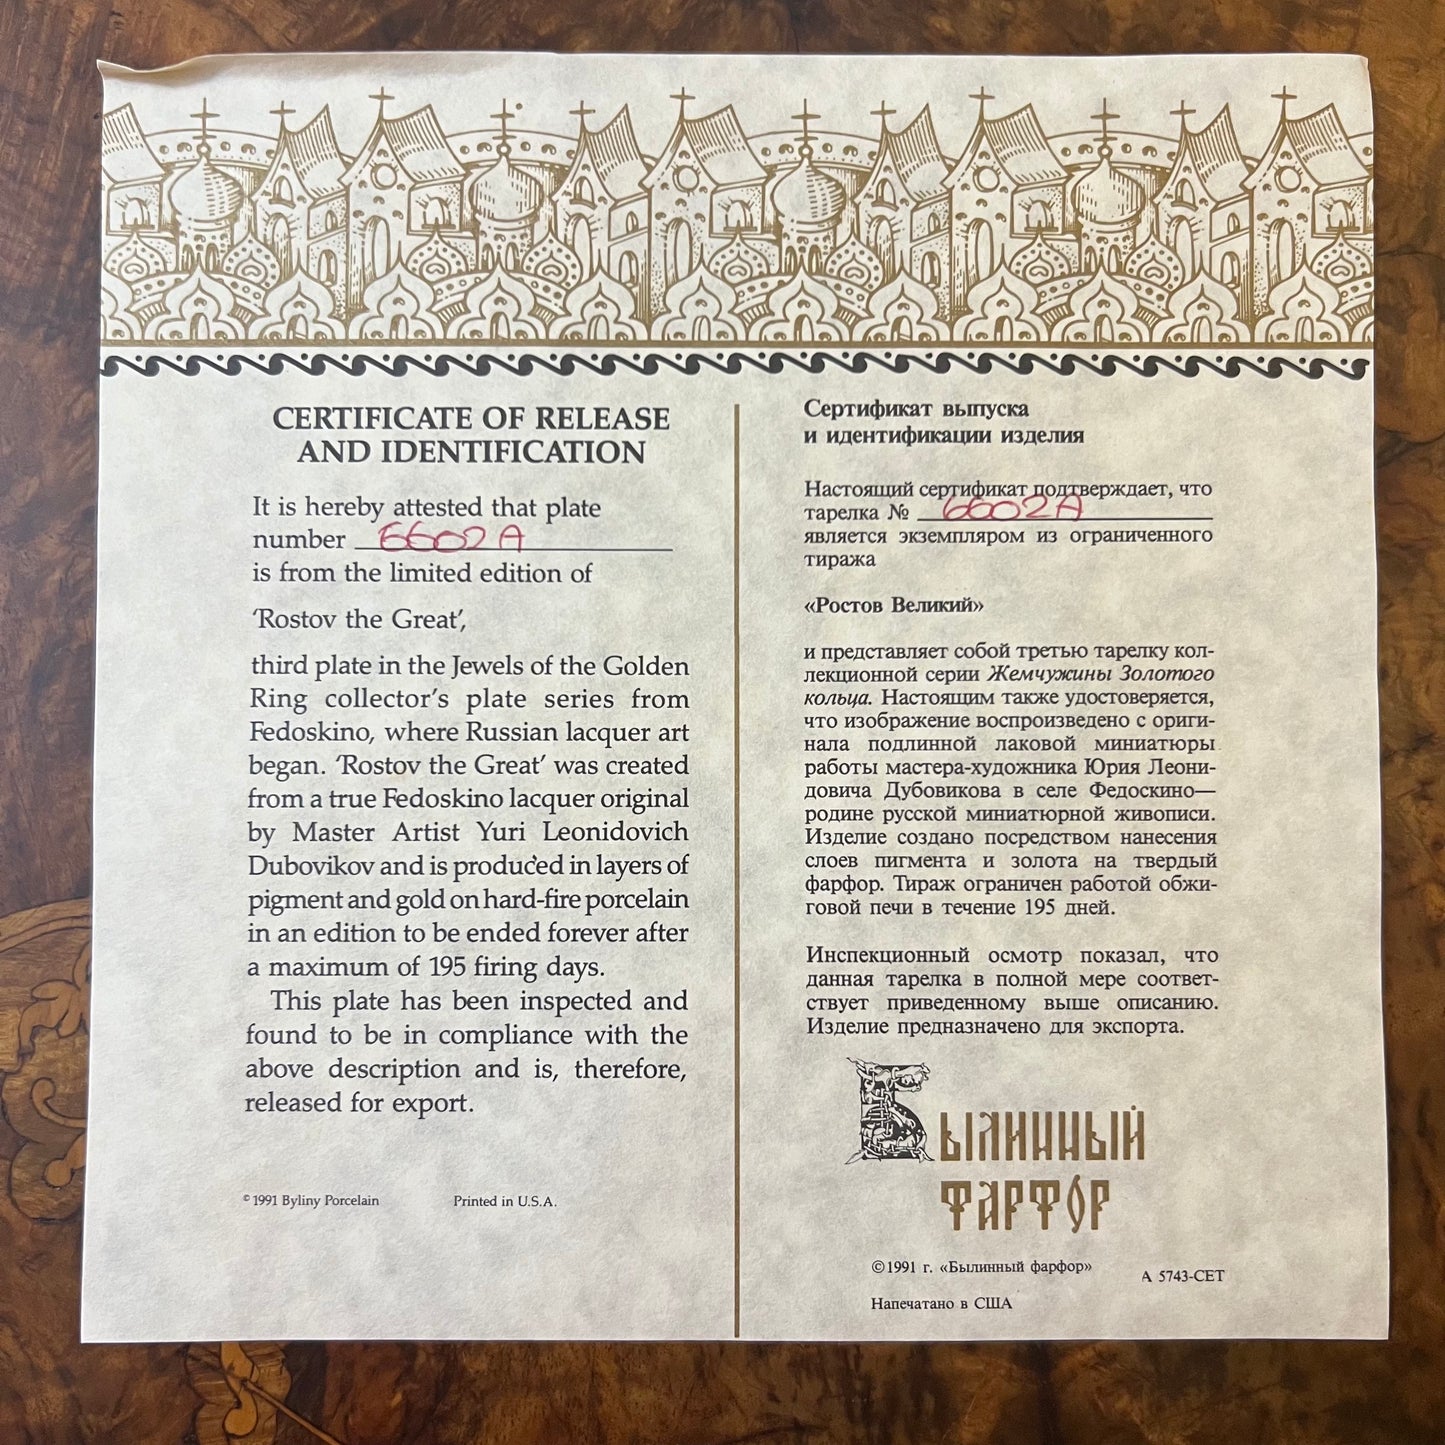 CERTIFICATE OF RELEASE
AND IDENTIFICATION
It is hereby attested that plate
number 6602A
is from the limited edition of
‘Rostov the Great’,
third plate in the Jewels of the Golden
Ring collector’s plate series from
Fedoskino, where Russian lacquer art
began. ‘Rostov the Great’ was created
from a true Fedoskino lacquer original
by Master Artist Yuri Leonidovich
Dubovikov and is produced in layers of
pigment and gold on hard-fire porcelain
in an edition to be ended forever after
a maximum of 195 firing days.
This plate has been inspected and
found to be in compliance with the
above description and is, therefore,
released for export.
© 1991 Byliny Porcelain Printed in U.S.A.
Сертификат выпуска
и идентификации изделия
Настоящий сертификат подтверждает, что
тарелка № 6602A
является экземпляром из ограниченного
тиража
«Ростов Великий»
и представляет собой третью тарелку кол-
лекционной серии Жемчужины Золотого
кольца. Настоящим также удостоверяется,
что изображение воспроизведено с ориги-
нала подлинной лаковой миниатюры
работы мастера-художника Юрия Леони-
довича Дубовикова в селе Федоскино—
родине русской миниатюрной живописи.
Изделие создано посредством нанесения
слоев пигмента и золота на твердый
фарфор. Тираж ограничен работой обжи-
говой печи в течение 195 дней.
Инспекционный осмотр показал, что
данная тарелка в полной мере соответ-
ствует приведенному выше описанию.
Изделие предназначено для экспорта.
Былинный
фарфор
©1991 г. «Былинный фарфор»
А 5743-СЕТ
Напечатано в США